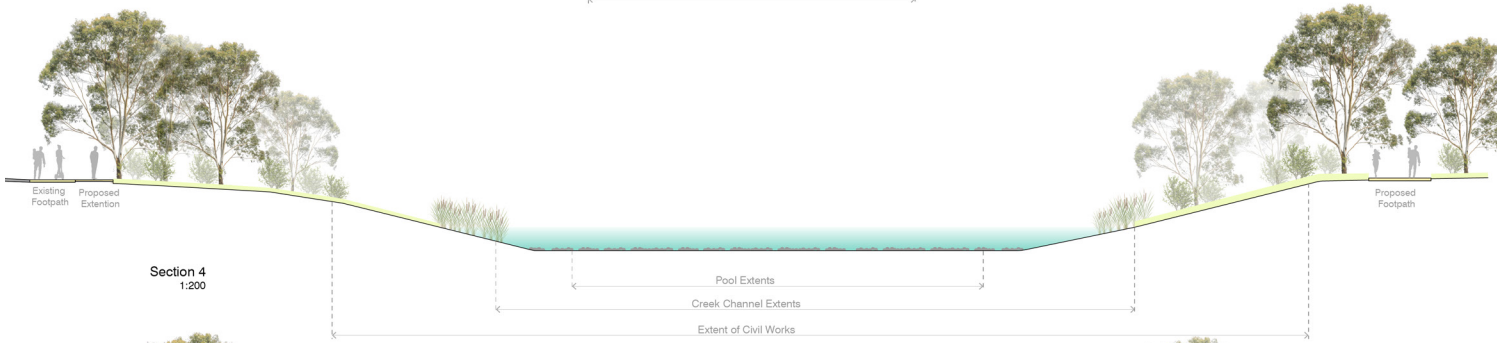 Existing
Footpath
Proposed
Extention
Proposed
Footpath
Section 4
1:200
Pool Extents
Creek Channel Extents
Extent of Civil Works